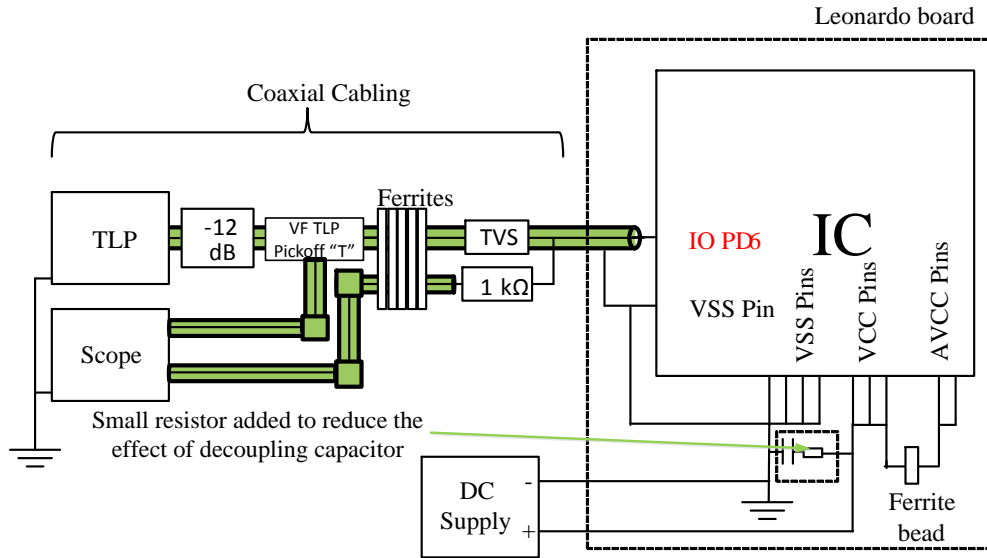 Leonardo board
Coaxial Cabling
Ferrites
TLP
-12
dB
VF TLP
Pickoff “T”
TVS
IO PD6
IC
1 kΩ
VSS Pin
VSS Pins
VCC Pins
AVCC Pins
Scope
Small resistor added to reduce the
effect of decoupling capacitor
DC
Supply
-
+
Ferrite
bead